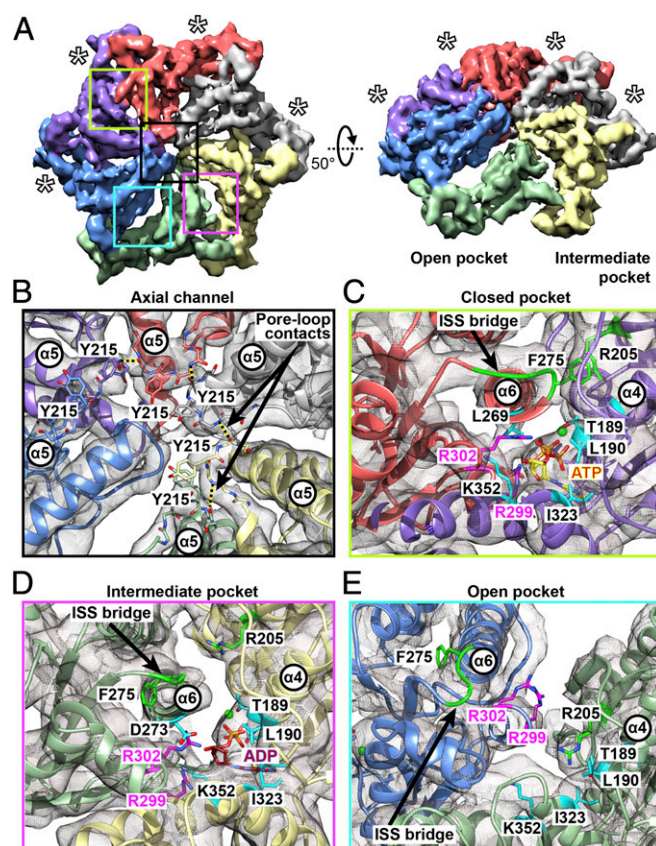 A
* * * *
50°
* * * *
Open pocket
Intermediate
pocket
B
Axial channel
Pore-loop
contacts
α5
Y215
α5
Y215
α5
Y215
Y215
Y215
Y215
α5
α5
α5
C
Closed pocket
ISS bridge
F275
R205
α6
α4
L269
T189
L190
R302
ATP
K352
R299
I323
D
Intermediate pocket
ISS bridge
R205
α4
F275
α6
T189
D273
L190
R302
ADP
R299
K352
I323
E
Open pocket
F275
α6
R302
R205
R299
α4
T189
L190
ISS bridge
K352
I323